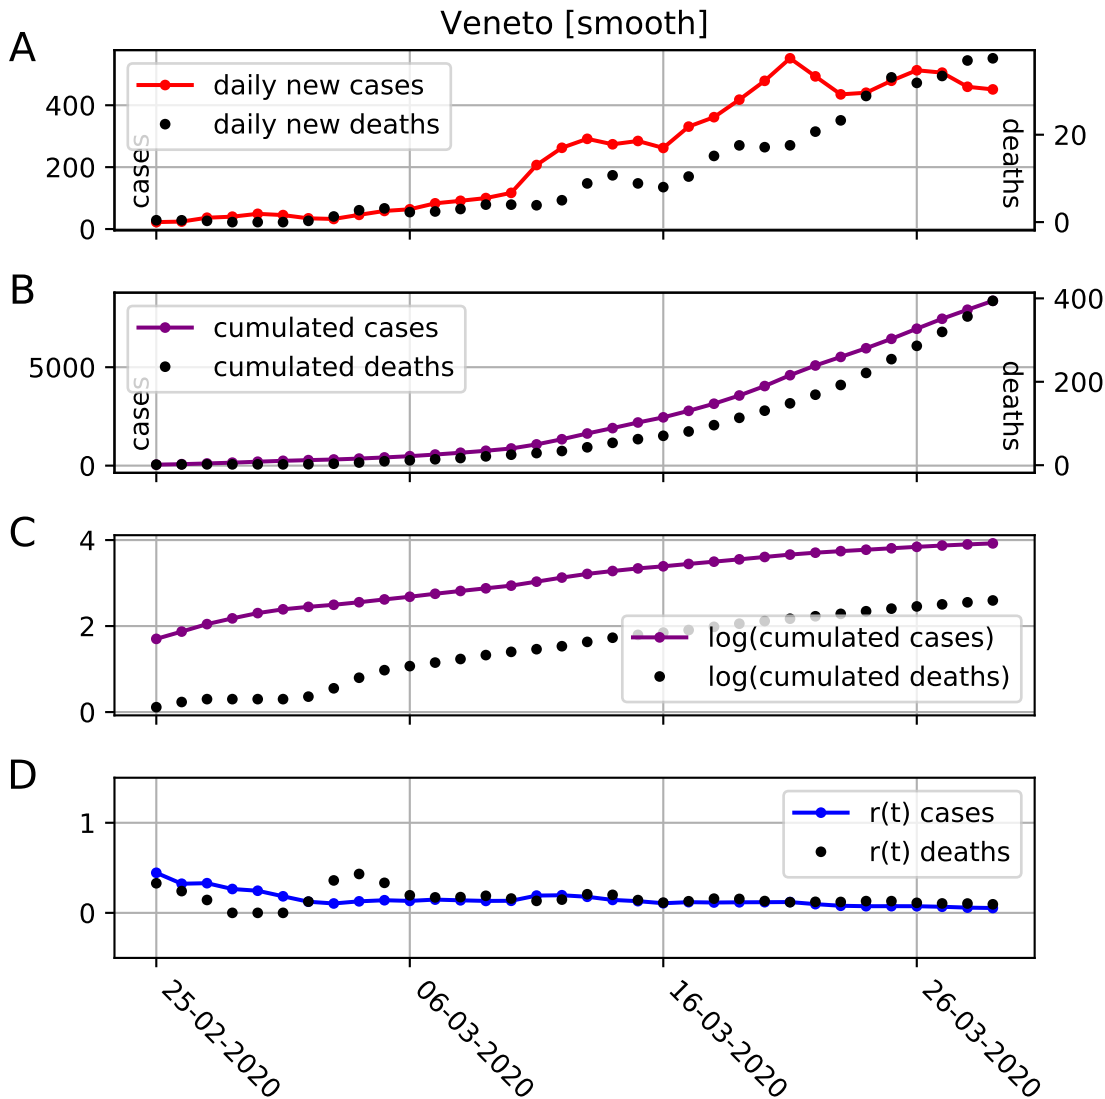 Veneto [smooth]
A
daily new cases
daily new deaths
cases
deaths
400
200
0
20
0
B
cumulated cases
cumulated deaths
cases
deaths
5000
0
400
200
0
C
4
2
0
log(cumulated cases)
log(cumulated deaths)
D
1
0
r(t) cases
r(t) deaths
25-02-2020
06-03-2020
16-03-2020
26-03-2020